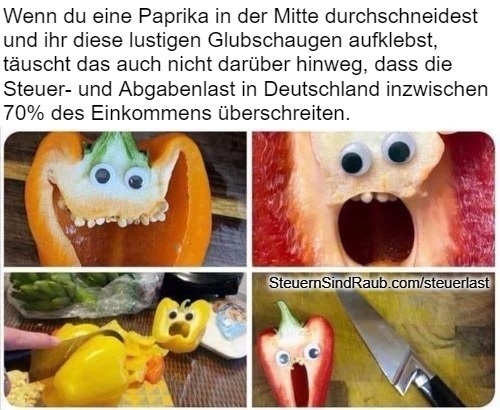 Wenn du eine Paprika in der Mitte durchschneidest
und ihr diese lustigen Glubschaugen aufklebst,
täuscht das auch nicht darüber hinweg, dass die
Steuer- und Abgabenlast in Deutschland inzwischen
70% des Einkommens überschreiten.
SteuernSindRaub.com/steuerlast